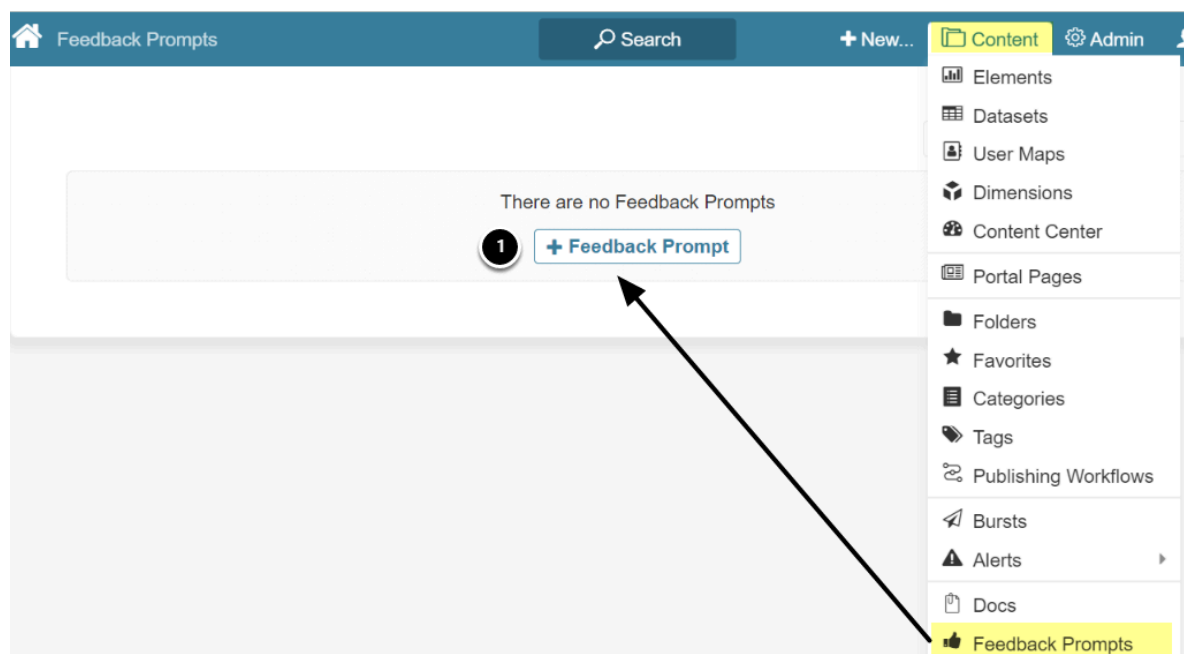 Feedback Prompts
Search
+ New...
Content
Admin
Elements
Datasets
User Maps
Dimensions
Content Center
Portal Pages
Folders
Favorites
Categories
Tags
Publishing Workflows
Bursts
Alerts
Docs
Feedback Prompts
There are no Feedback Prompts
1
+ Feedback Prompt